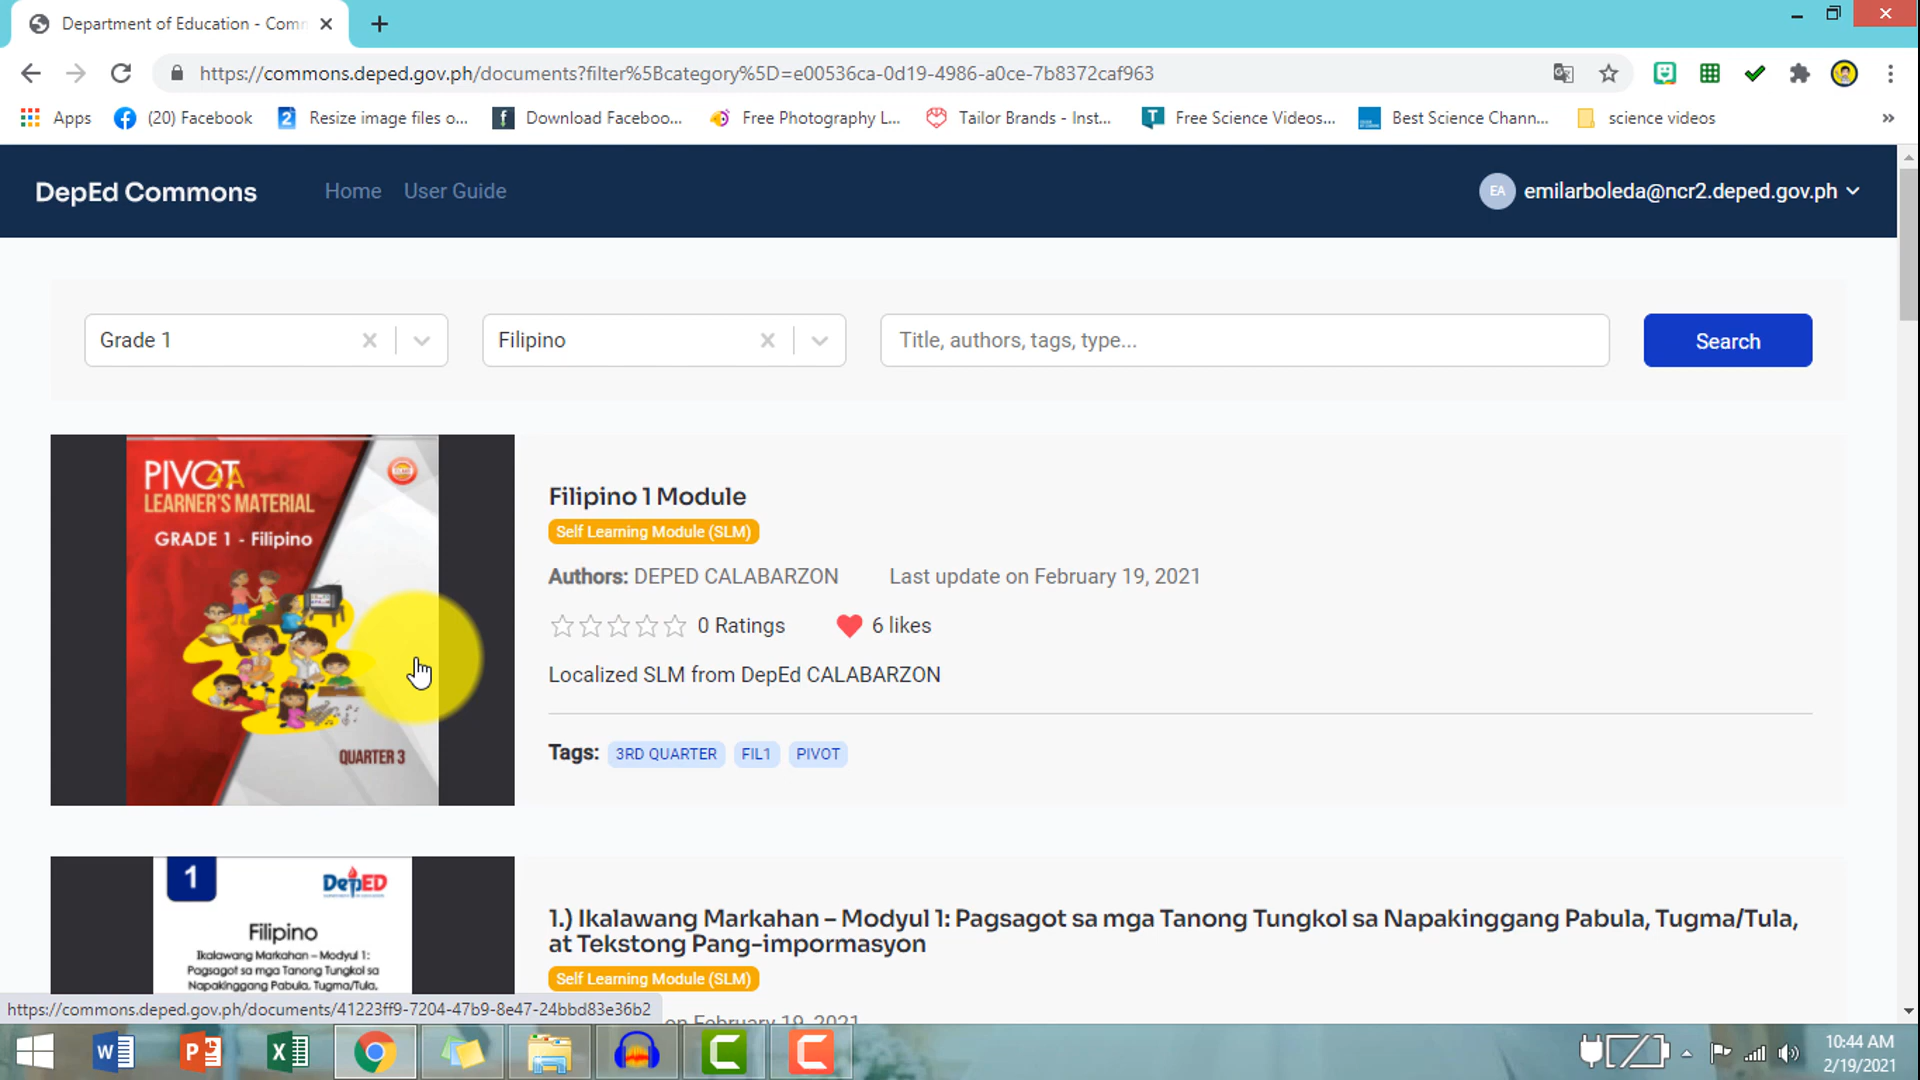 Department of Education - Comm
https://commons.deped.gov.ph/documents?filter%5Bcategory%5D=e00536ca-0d19-4986-a0ce-7b8372caf963
Apps (20) Facebook Resize image files o... Download Faceboo... Free Photography L... Tailor Brands - Inst... Free Science Videos... Best Science Chann... science videos »
DepEd Commons Home User Guide EA emilarboleda@ncr2.deped.gov.ph
Grade 1 Filipino Title, authors, tags, type... Search
PIVOT 4A
LEARNER'S MATERIAL
GRADE 1 - Filipino
QUARTER 3
Filipino 1 Module
Self Learning Module (SLM)
Authors: DEPED CALABARZON Last update on February 19, 2021
0 Ratings 6 likes
Localized SLM from DepEd CALABARZON
Tags: 3RD QUARTER FIL1 PIVOT
1 DepED
Filipino
Ikalawang Markahan – Modyul 1:
Pagsagot sa mga Tanong Tungkol sa
Napakinggang Pabula, Tugma/Tula,
1.) Ikalawang Markahan – Modyul 1: Pagsagot sa mga Tanong Tungkol sa Napakinggang Pabula, Tugma/Tula,
at Tekstong Pang-impormasyon
Self Learning Module (SLM)
on February 19, 2021
https://commons.deped.gov.ph/documents/41223ff9-7204-47b9-8e47-24bbd83e36b2
10:44 AM
2/19/2021